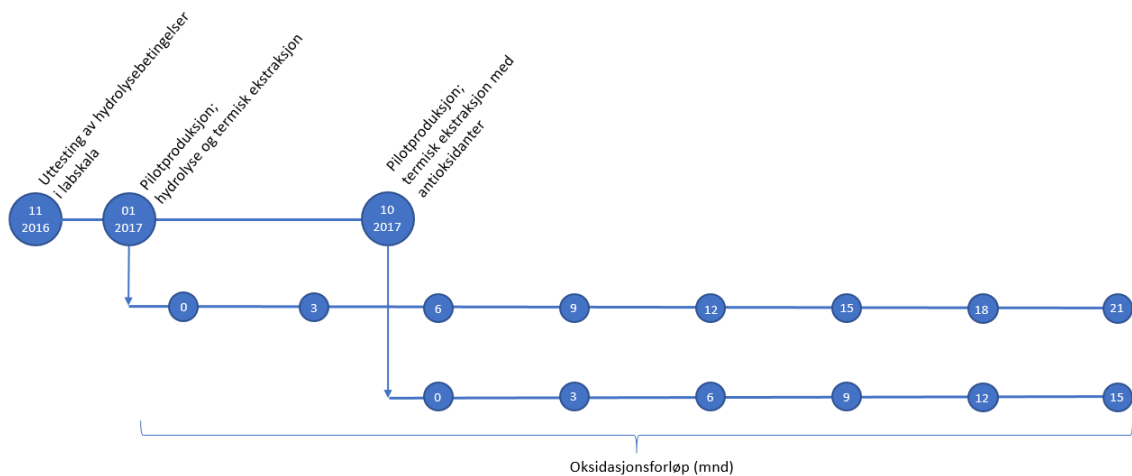 Uttesting av hydrolysebetingelser
i labskala
Pilotproduksjon;
hydrolyse og termisk ekstraksjon
Pilotproduksjon;
termisk ekstraksjon med
antioksidanter
11
2016
01
2017
10
2017
0
3
6
9
12
15
18
21
0
3
6
9
12
15
Oksidasjonsforløp (mnd)